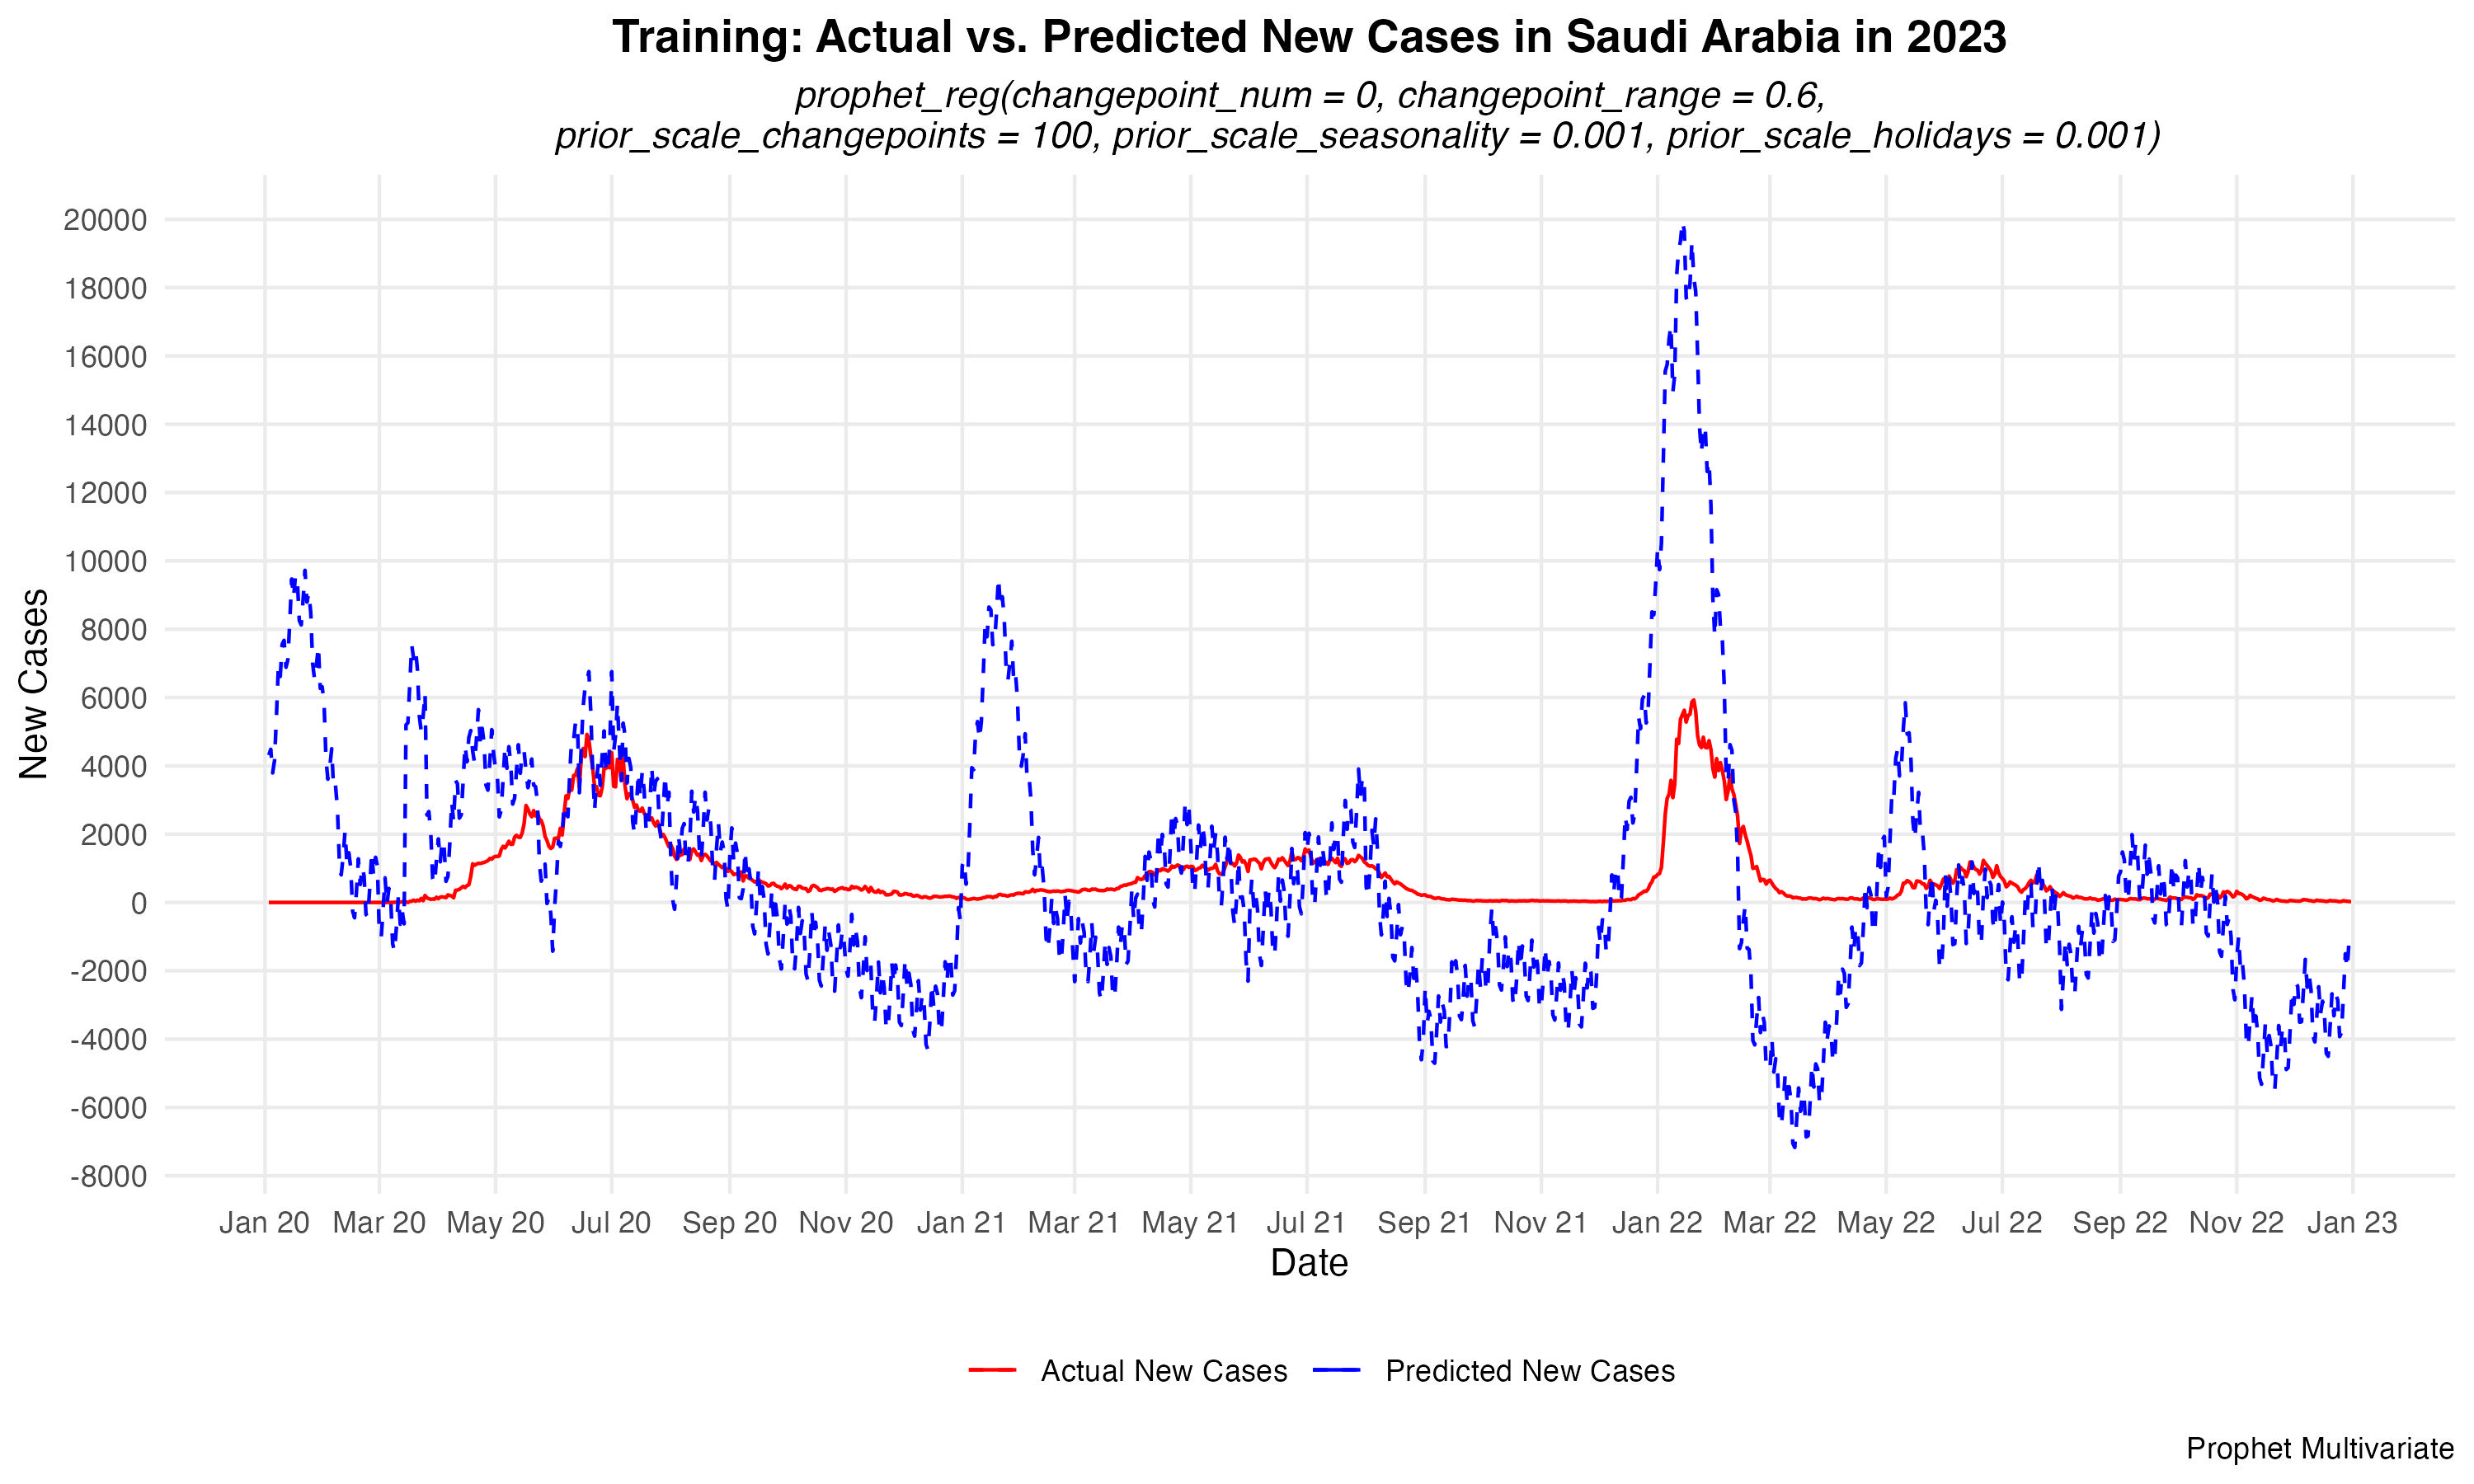 Training: Actual vs. Predicted New Cases in Saudi Arabia in 2023
prophet_reg(changepoint_num = 0, changepoint_range = 0.6,
prior_scale_changepoints = 100, prior_scale_seasonality = 0.001, prior_scale_holidays = 0.001)
New Cases
20000
18000
16000
14000
12000
10000
8000
6000
4000
2000
0
-2000
-4000
-6000
-8000
Jan 20 Mar 20 May 20 Jul 20 Sep 20 Nov 20 Jan 21 Mar 21 May 21 Jul 21 Sep 21 Nov 21 Jan 22 Mar 22 May 22 Jul 22 Sep 22 Nov 22 Jan 23
Date
Actual New Cases Predicted New Cases
Prophet Multivariate